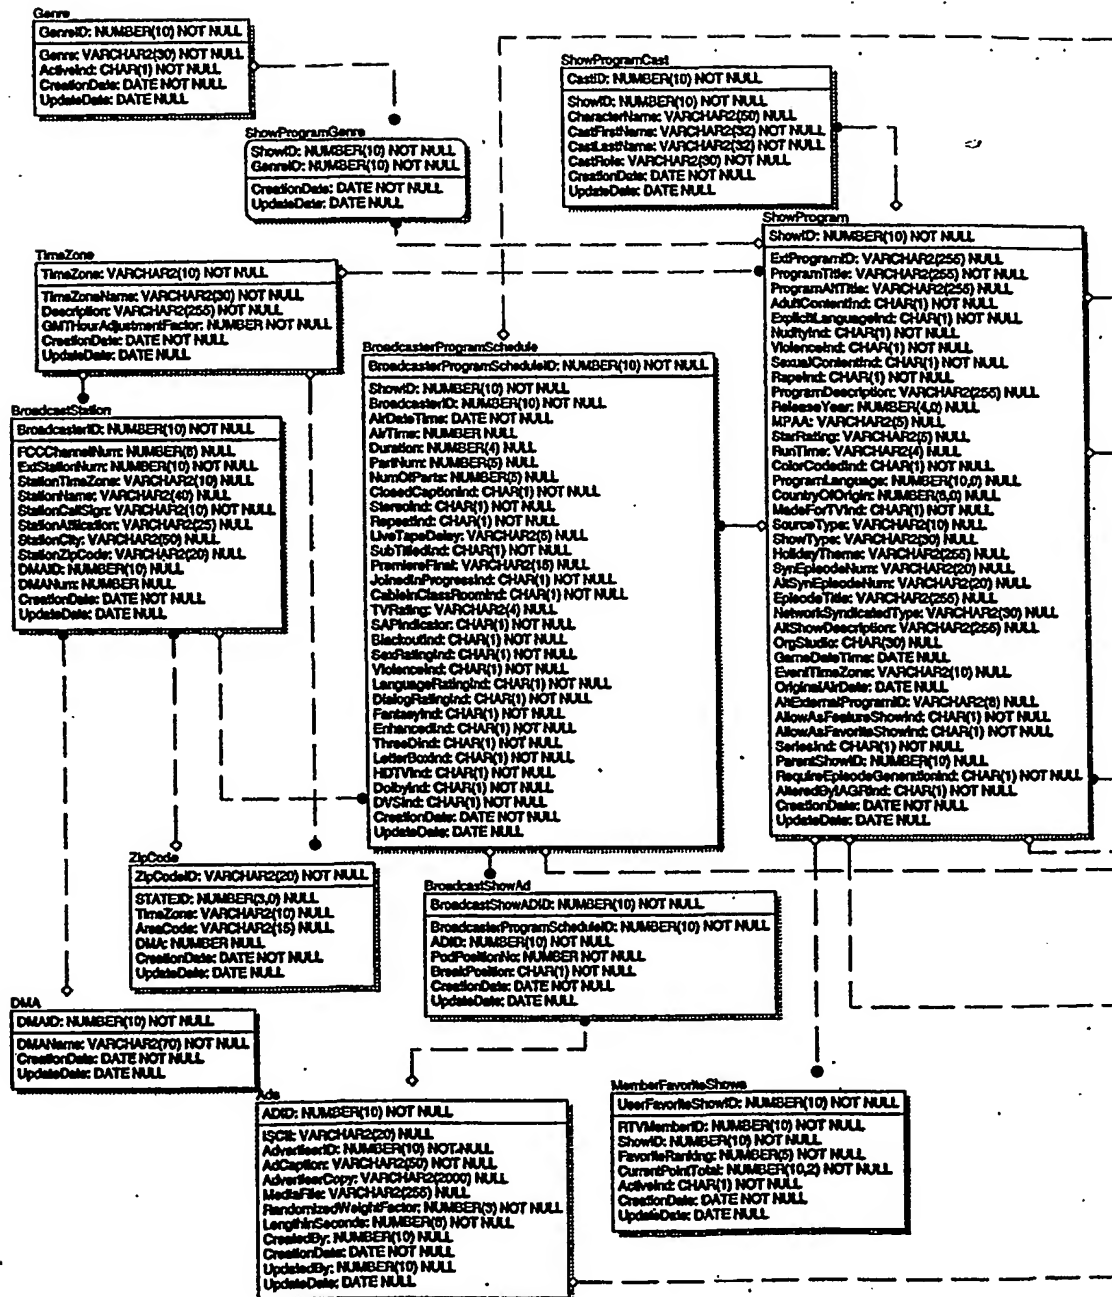 Genre
GenreID: NUMBER(10) NOT NULL
Genre: VARCHAR2(30) NOT NULL
ActiveInd: CHAR(1) NOT NULL
CreationDate: DATE NOT NULL
UpdateDate: DATE NULL
ShowProgramGenre
ShowID: NUMBER(10) NOT NULL
GenreID: NUMBER(10) NOT NULL
CreationDate: DATE NOT NULL
UpdateDate: DATE NULL
ShowProgramCast
CastID: NUMBER(10) NOT NULL
ShowID: NUMBER(10) NOT NULL
CharacterName: VARCHAR2(50) NULL
CastFirstName: VARCHAR2(32) NOT NULL
CastLastName: VARCHAR2(32) NOT NULL
CastRole: VARCHAR2(30) NOT NULL
CreationDate: DATE NOT NULL
UpdateDate: DATE NULL
TimeZone
TimeZone: VARCHAR2(10) NOT NULL
TimeZoneName: VARCHAR2(30) NOT NULL
Description: VARCHAR2(255) NOT NULL
GMTHourAdjustmentFactor: NUMBER NOT NULL
CreationDate: DATE NOT NULL
UpdateDate: DATE NULL
BroadcastStation
BroadcasterID: NUMBER(10) NOT NULL
FCCChannelNum: NUMBER(5) NULL
ExtStationNum: NUMBER(10) NOT NULL
StationTimeZone: VARCHAR2(10) NULL
StationName: VARCHAR2(40) NULL
StationCallSign: VARCHAR2(10) NOT NULL
StationAffilication: VARCHAR2(25) NULL
StationCity: VARCHAR2(50) NULL
StationZipCode: VARCHAR2(20) NULL
DMAID: NUMBER(10) NULL
DMANum: NUMBER NULL
CreationDate: DATE NOT NULL
UpdateDate: DATE NULL
BroadcasterProgramSchedule
BroadcasterProgramScheduleID: NUMBER(10) NOT NULL
ShowID: NUMBER(10) NOT NULL
BroadcasterID: NUMBER(10) NOT NULL
AirDateTime: DATE NOT NULL
AirTime: NUMBER NULL
Duration: NUMBER(4) NULL
PartNum: NUMBER(5) NULL
NumOfParts: NUMBER(5) NULL
ClosedCaptionInd: CHAR(1) NOT NULL
StereoInd: CHAR(1) NOT NULL
RepeatInd: CHAR(1) NOT NULL
LiveTapeDelay: VARCHAR2(5) NULL
SubTitledInd: CHAR(1) NOT NULL
PremiereFinal: VARCHAR2(15) NULL
JoinedInProgressInd: CHAR(1) NOT NULL
CableInClassRoomInd: CHAR(1) NOT NULL
TVRating: VARCHAR2(4) NULL
SAPIndicator: CHAR(1) NOT NULL
BlackoutInd: CHAR(1) NOT NULL
SexRatingInd: CHAR(1) NOT NULL
ViolenceInd: CHAR(1) NOT NULL
LanguageRatingInd: CHAR(1) NOT NULL
DialogRatingInd: CHAR(1) NOT NULL
FantasyInd: CHAR(1) NOT NULL
EnhancedInd: CHAR(1) NOT NULL
ThreeDInd: CHAR(1) NOT NULL
LetterBoxInd: CHAR(1) NOT NULL
HDTVInd: CHAR(1) NOT NULL
DolbyInd: CHAR(1) NOT NULL
DVSInd: CHAR(1) NOT NULL
CreationDate: DATE NOT NULL
UpdateDate: DATE NULL
ShowProgram
ShowID: NUMBER(10) NOT NULL
ExtProgramID: VARCHAR2(255) NULL
ProgramTitle: VARCHAR2(255) NOT NULL
ProgramAltTitle: VARCHAR2(255) NULL
AdultContentInd: CHAR(1) NOT NULL
ExplicitLanguageInd: CHAR(1) NOT NULL
NudityInd: CHAR(1) NOT NULL
ViolenceInd: CHAR(1) NOT NULL
SexualContentInd: CHAR(1) NOT NULL
RapeInd: CHAR(1) NOT NULL
ProgramDescription: VARCHAR2(255) NULL
ReleaseYear: NUMBER(4,0) NULL
MPAA: VARCHAR2(5) NULL
StarRating: VARCHAR2(5) NULL
RunTime: VARCHAR2(4) NULL
ColorCodedInd: CHAR(1) NOT NULL
ProgramLanguage: NUMBER(10,0) NULL
CountryOfOrigin: NUMBER(5,0) NULL
MadeForTVInd: CHAR(1) NOT NULL
SourceType: VARCHAR2(10) NULL
ShowType: VARCHAR2(30) NULL
HolidayTheme: VARCHAR2(255) NULL
SynEpisodeNum: VARCHAR2(20) NULL
AltSynEpisodeNum: VARCHAR2(20) NULL
EpisodeTitle: VARCHAR2(255) NULL
NetworkSyndicatedType: VARCHAR2(30) NULL
AltShowDescription: VARCHAR2(255) NULL
OrgStudio: CHAR(30) NULL
GameDateTime: DATE NULL
EventTimeZone: VARCHAR2(10) NULL
OriginalAirDate: DATE NULL
AltExternalProgramID: VARCHAR2(8) NULL
AllowAsFeatureShowInd: CHAR(1) NOT NULL
AllowAsFavoriteShowInd: CHAR(1) NOT NULL
SeriesInd: CHAR(1) NOT NULL
ParentShowID: NUMBER(10) NULL
RequireEpisodeGenerationInd: CHAR(1) NOT NULL
AlteredByIAGRInd: CHAR(1) NOT NULL
CreationDate: DATE NOT NULL
UpdateDate: DATE NULL
ZipCode
ZipCodeID: VARCHAR2(20) NOT NULL
STATEID: NUMBER(3,0) NULL
TimeZone: VARCHAR2(10) NULL
AreaCode: VARCHAR2(15) NULL
DMA: NUMBER NULL
CreationDate: DATE NOT NULL
UpdateDate: DATE NULL
BroadcastShowAd
BroadcastShowADID: NUMBER(10) NOT NULL
BroadcasterProgramScheduleID: NUMBER(10) NOT NULL
ADID: NUMBER(10) NOT NULL
PodPositionNo: NUMBER NOT NULL
BreakPosition: CHAR(1) NOT NULL
CreationDate: DATE NOT NULL
UpdateDate: DATE NULL
DMA
DMAID: NUMBER(10) NOT NULL
DMAName: VARCHAR2(70) NOT NULL
CreationDate: DATE NOT NULL
UpdateDate: DATE NULL
Ads
ADID: NUMBER(10) NOT NULL
ISCII: VARCHAR2(20) NULL
AdvertiserID: NUMBER(10) NOT NULL
AdCaption: VARCHAR2(50) NOT NULL
AdvertiserCopy: VARCHAR2(2000) NULL
MediaFile: VARCHAR2(255) NULL
RandomizedWeightFactor: NUMBER(3) NOT NULL
LengthInSeconds: NUMBER(5) NOT NULL
CreatedBy: NUMBER(10) NULL
CreationDate: DATE NOT NULL
UpdatedBy: NUMBER(10) NULL
UpdateDate: DATE NULL
MemberFavoriteShows
UserFavoriteShowID: NUMBER(10) NOT NULL
RTVMemberID: NUMBER(10) NOT NULL
ShowID: NUMBER(10) NOT NULL
FavoriteRanking: NUMBER(5) NOT NULL
CurrentPointTotal: NUMBER(10,2) NOT NULL
ActiveInd: CHAR(1) NOT NULL
CreationDate: DATE NOT NULL
UpdateDate: DATE NULL